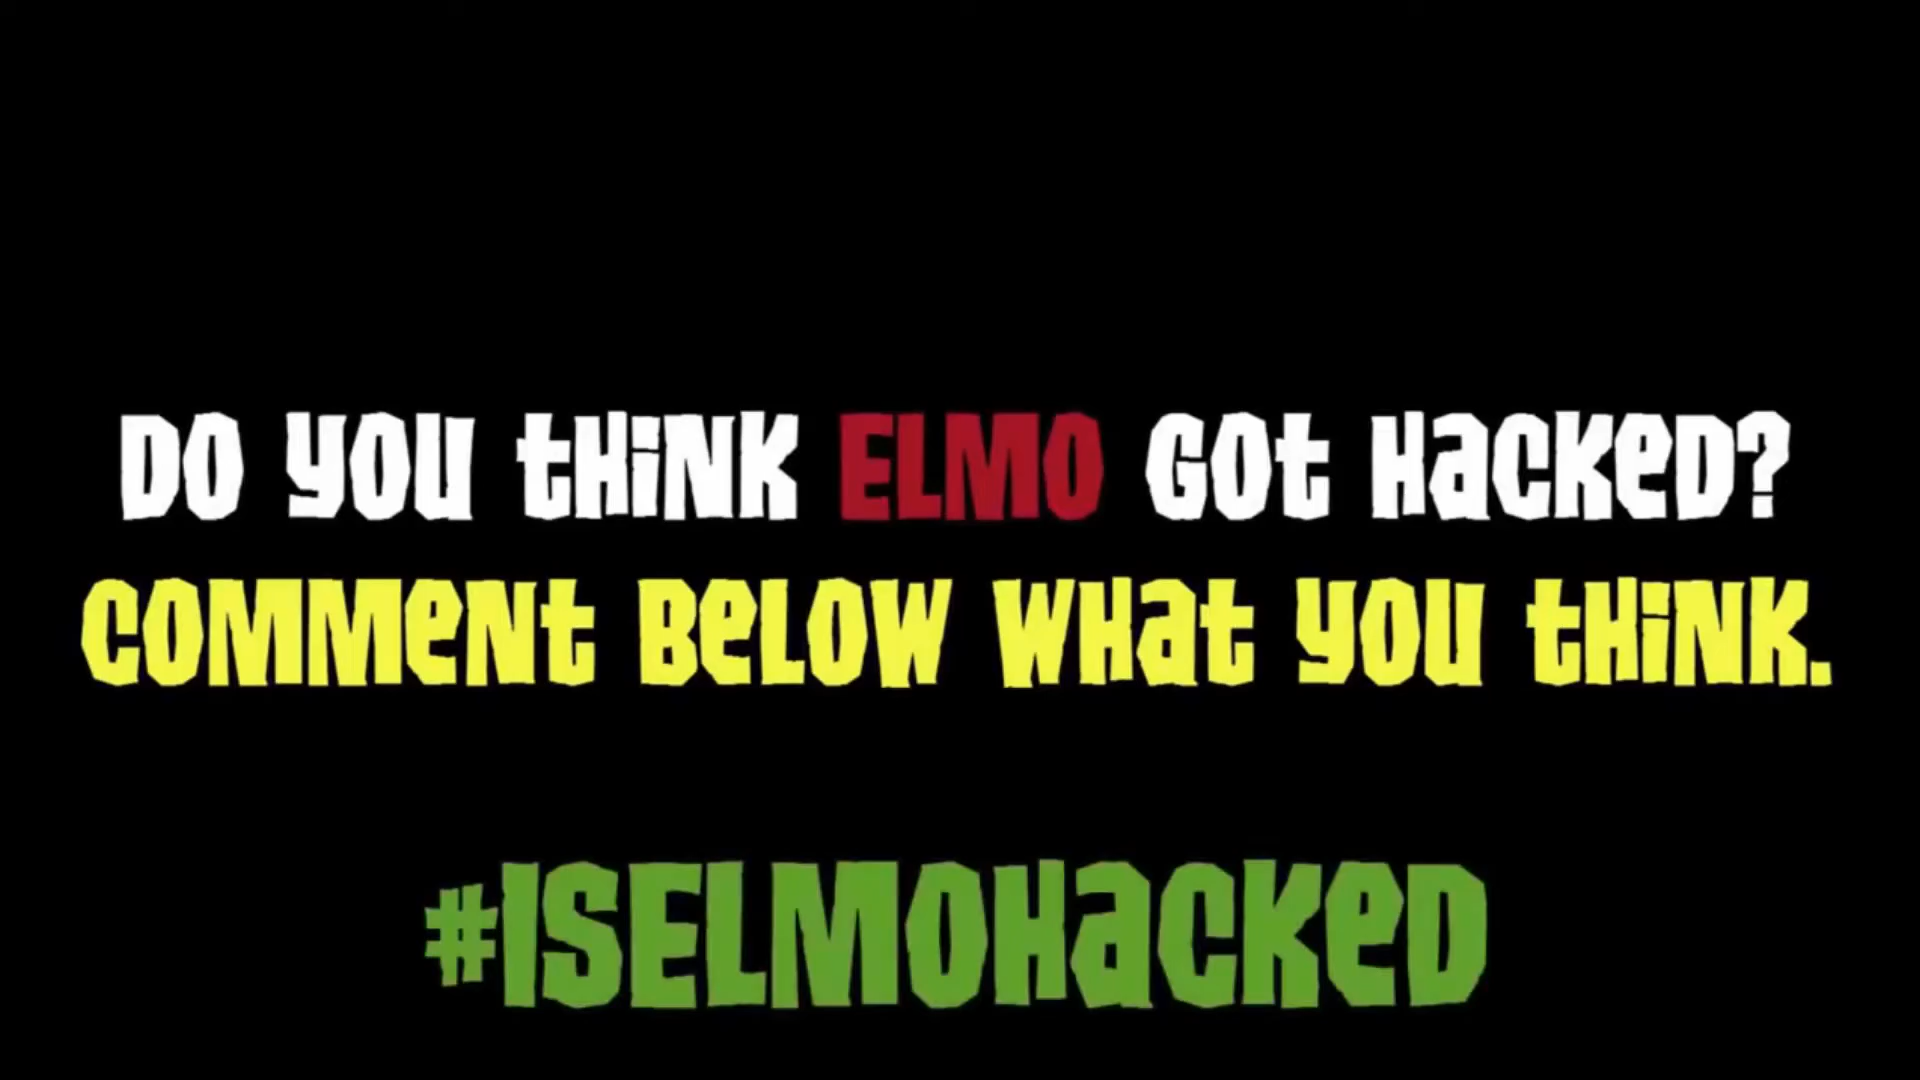 DO YOU THiNK ELMO GOt HaCKeD?
COMMeNt BeLOW WHat YOU tHiNK.
#ISELMOHaCKeD